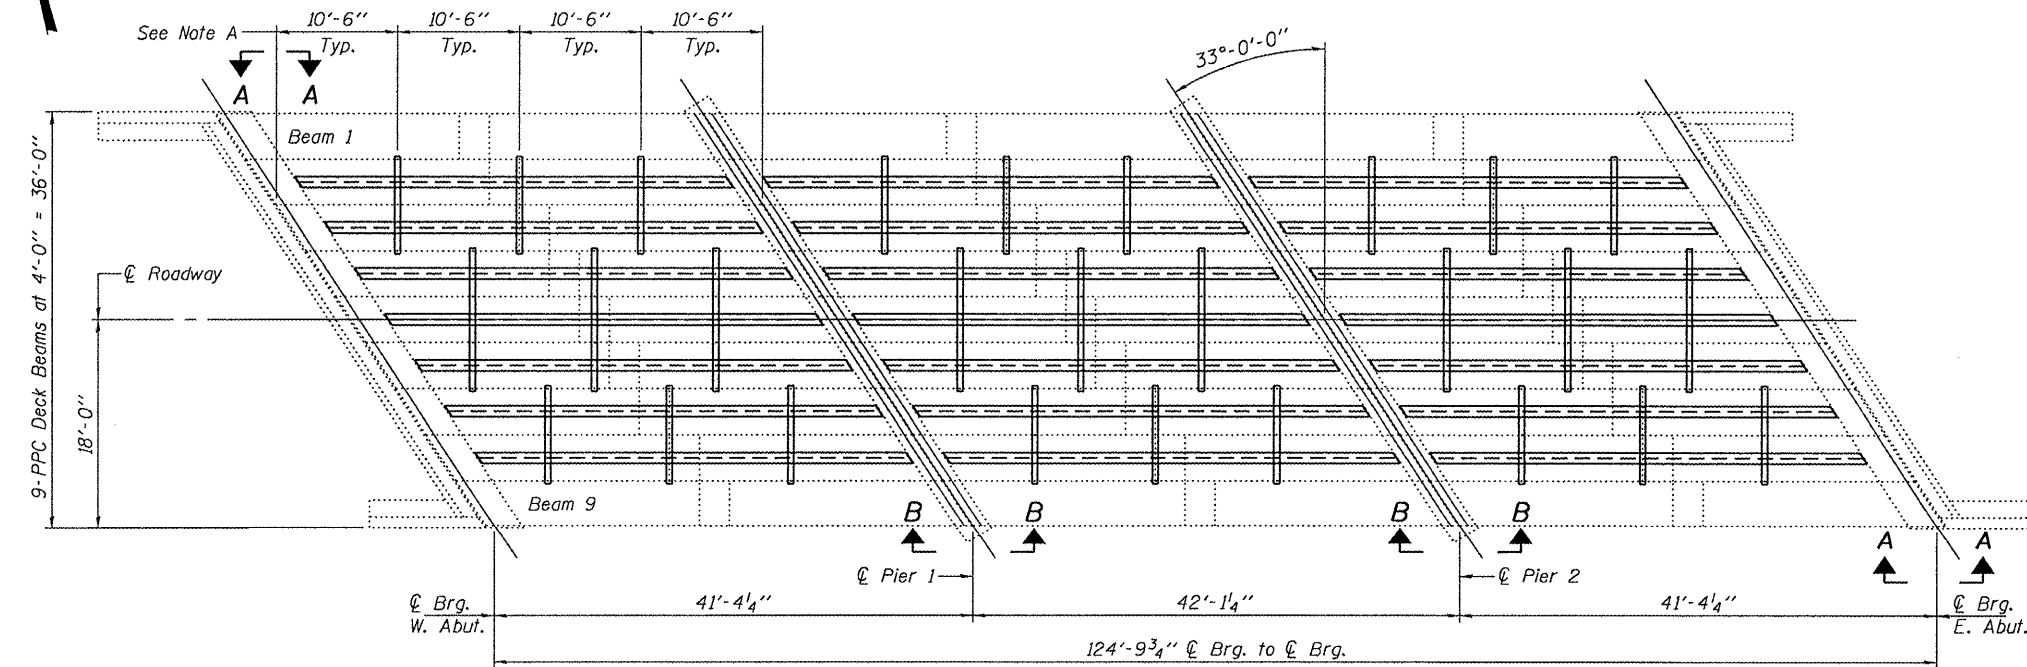 10'-6" 10'-6" 10'-6" 10'-6"
See Note A Typ. Typ. Typ. Typ.
33°-0'-0"
A A
Beam 1
9-PPC Deck Beams at 4'-0" = 36'-0"
℄ Roadway
18'-0"
Beam 9
B B B B
A A
℄ Pier 1 ℄ Pier 2
℄ Brg.
W. Abut.
41'-4¼" 42'-1¼" 41'-4¼"
℄ Brg.
E. Abut.
124'-9¾" ℄ Brg. to ℄ Brg.